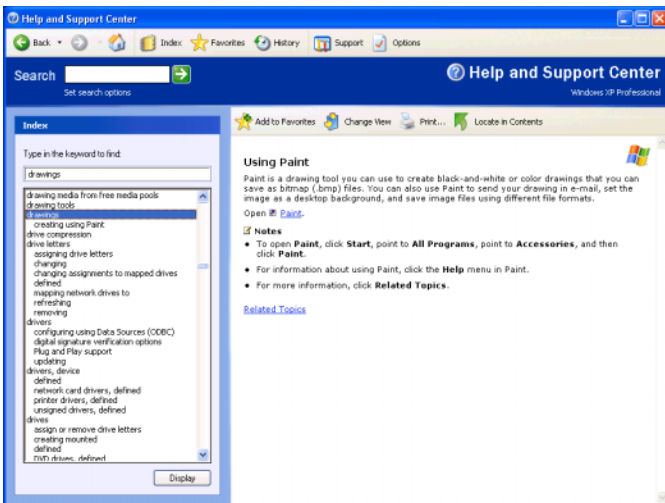 Help and Support Center
Back
Index
Favorites
History
Support
Options
Search
Set search options
Help and Support Center
Windows XP Professional
Index
Type in the keyword to find:
drawings
drawing media from free media pools
drawing tools
drawings
creating using Paint
drive compression
drive letters
assigning drive letters
changing
changing assignments to mapped drives
defined
mapping network drives to
refreshing
removing
drivers
configuring using Data Sources (ODBC)
digital signature verification options
Plug and Play support
updating
drivers, device
defined
network card drivers, defined
printer drivers, defined
unsigned drivers, defined
drives
assign or remove drive letters
creating mounted
defined
DVD drives, defined
Display
Add to Favorites
Change View
Print...
Locate in Contents
Using Paint
Paint is a drawing tool you can use to create black-and-white or color drawings that you can
save as bitmap (.bmp) files. You can also use Paint to send your drawing in e-mail, set the
image as a desktop background, and save image files using different file formats.
Open Paint.
Notes
• To open Paint, click Start, point to All Programs, point to Accessories, and then
click Paint.
• For information about using Paint, click the Help menu in Paint.
• For more information, click Related Topics.
Related Topics